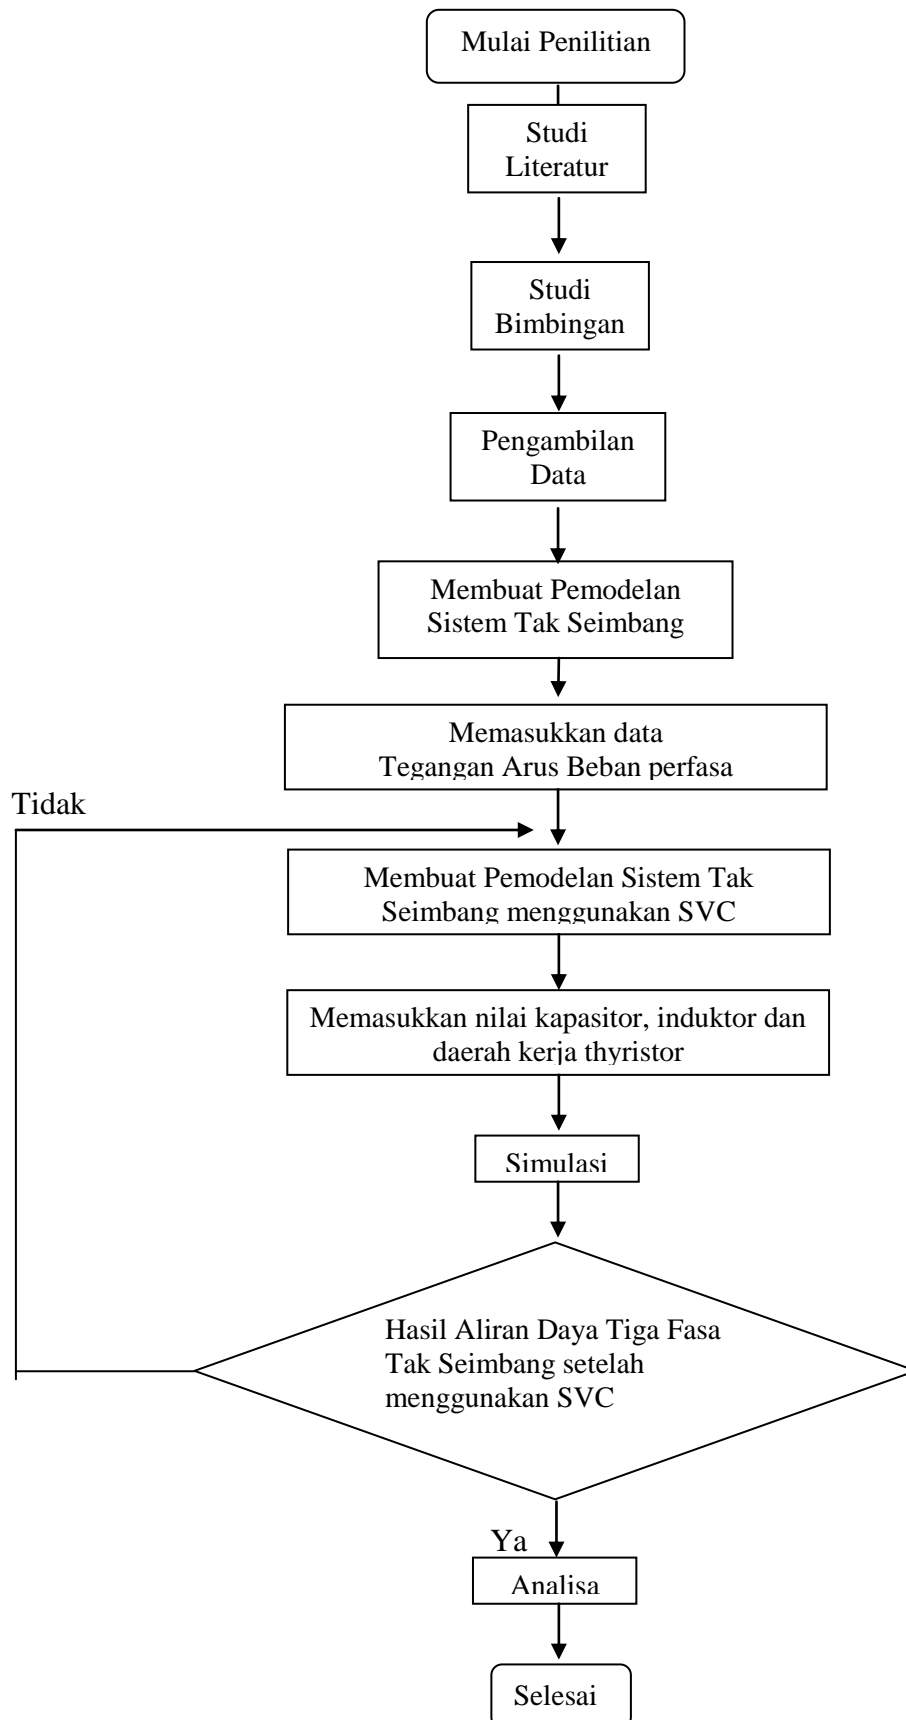 Mulai Penilitian
Studi
Literatur
Studi
Bimbingan
Pengambilan
Data
Membuat Pemodelan
Sistem Tak Seimbang
Memasukkan data
Tegangan Arus Beban perfasa
Tidak
Membuat Pemodelan Sistem Tak
Seimbang menggunakan SVC
Memasukkan nilai kapasitor, induktor dan
daerah kerja thyristor
Simulasi
Hasil Aliran Daya Tiga Fasa
Tak Seimbang setelah
menggunakan SVC
Ya
Analisa
Selesai